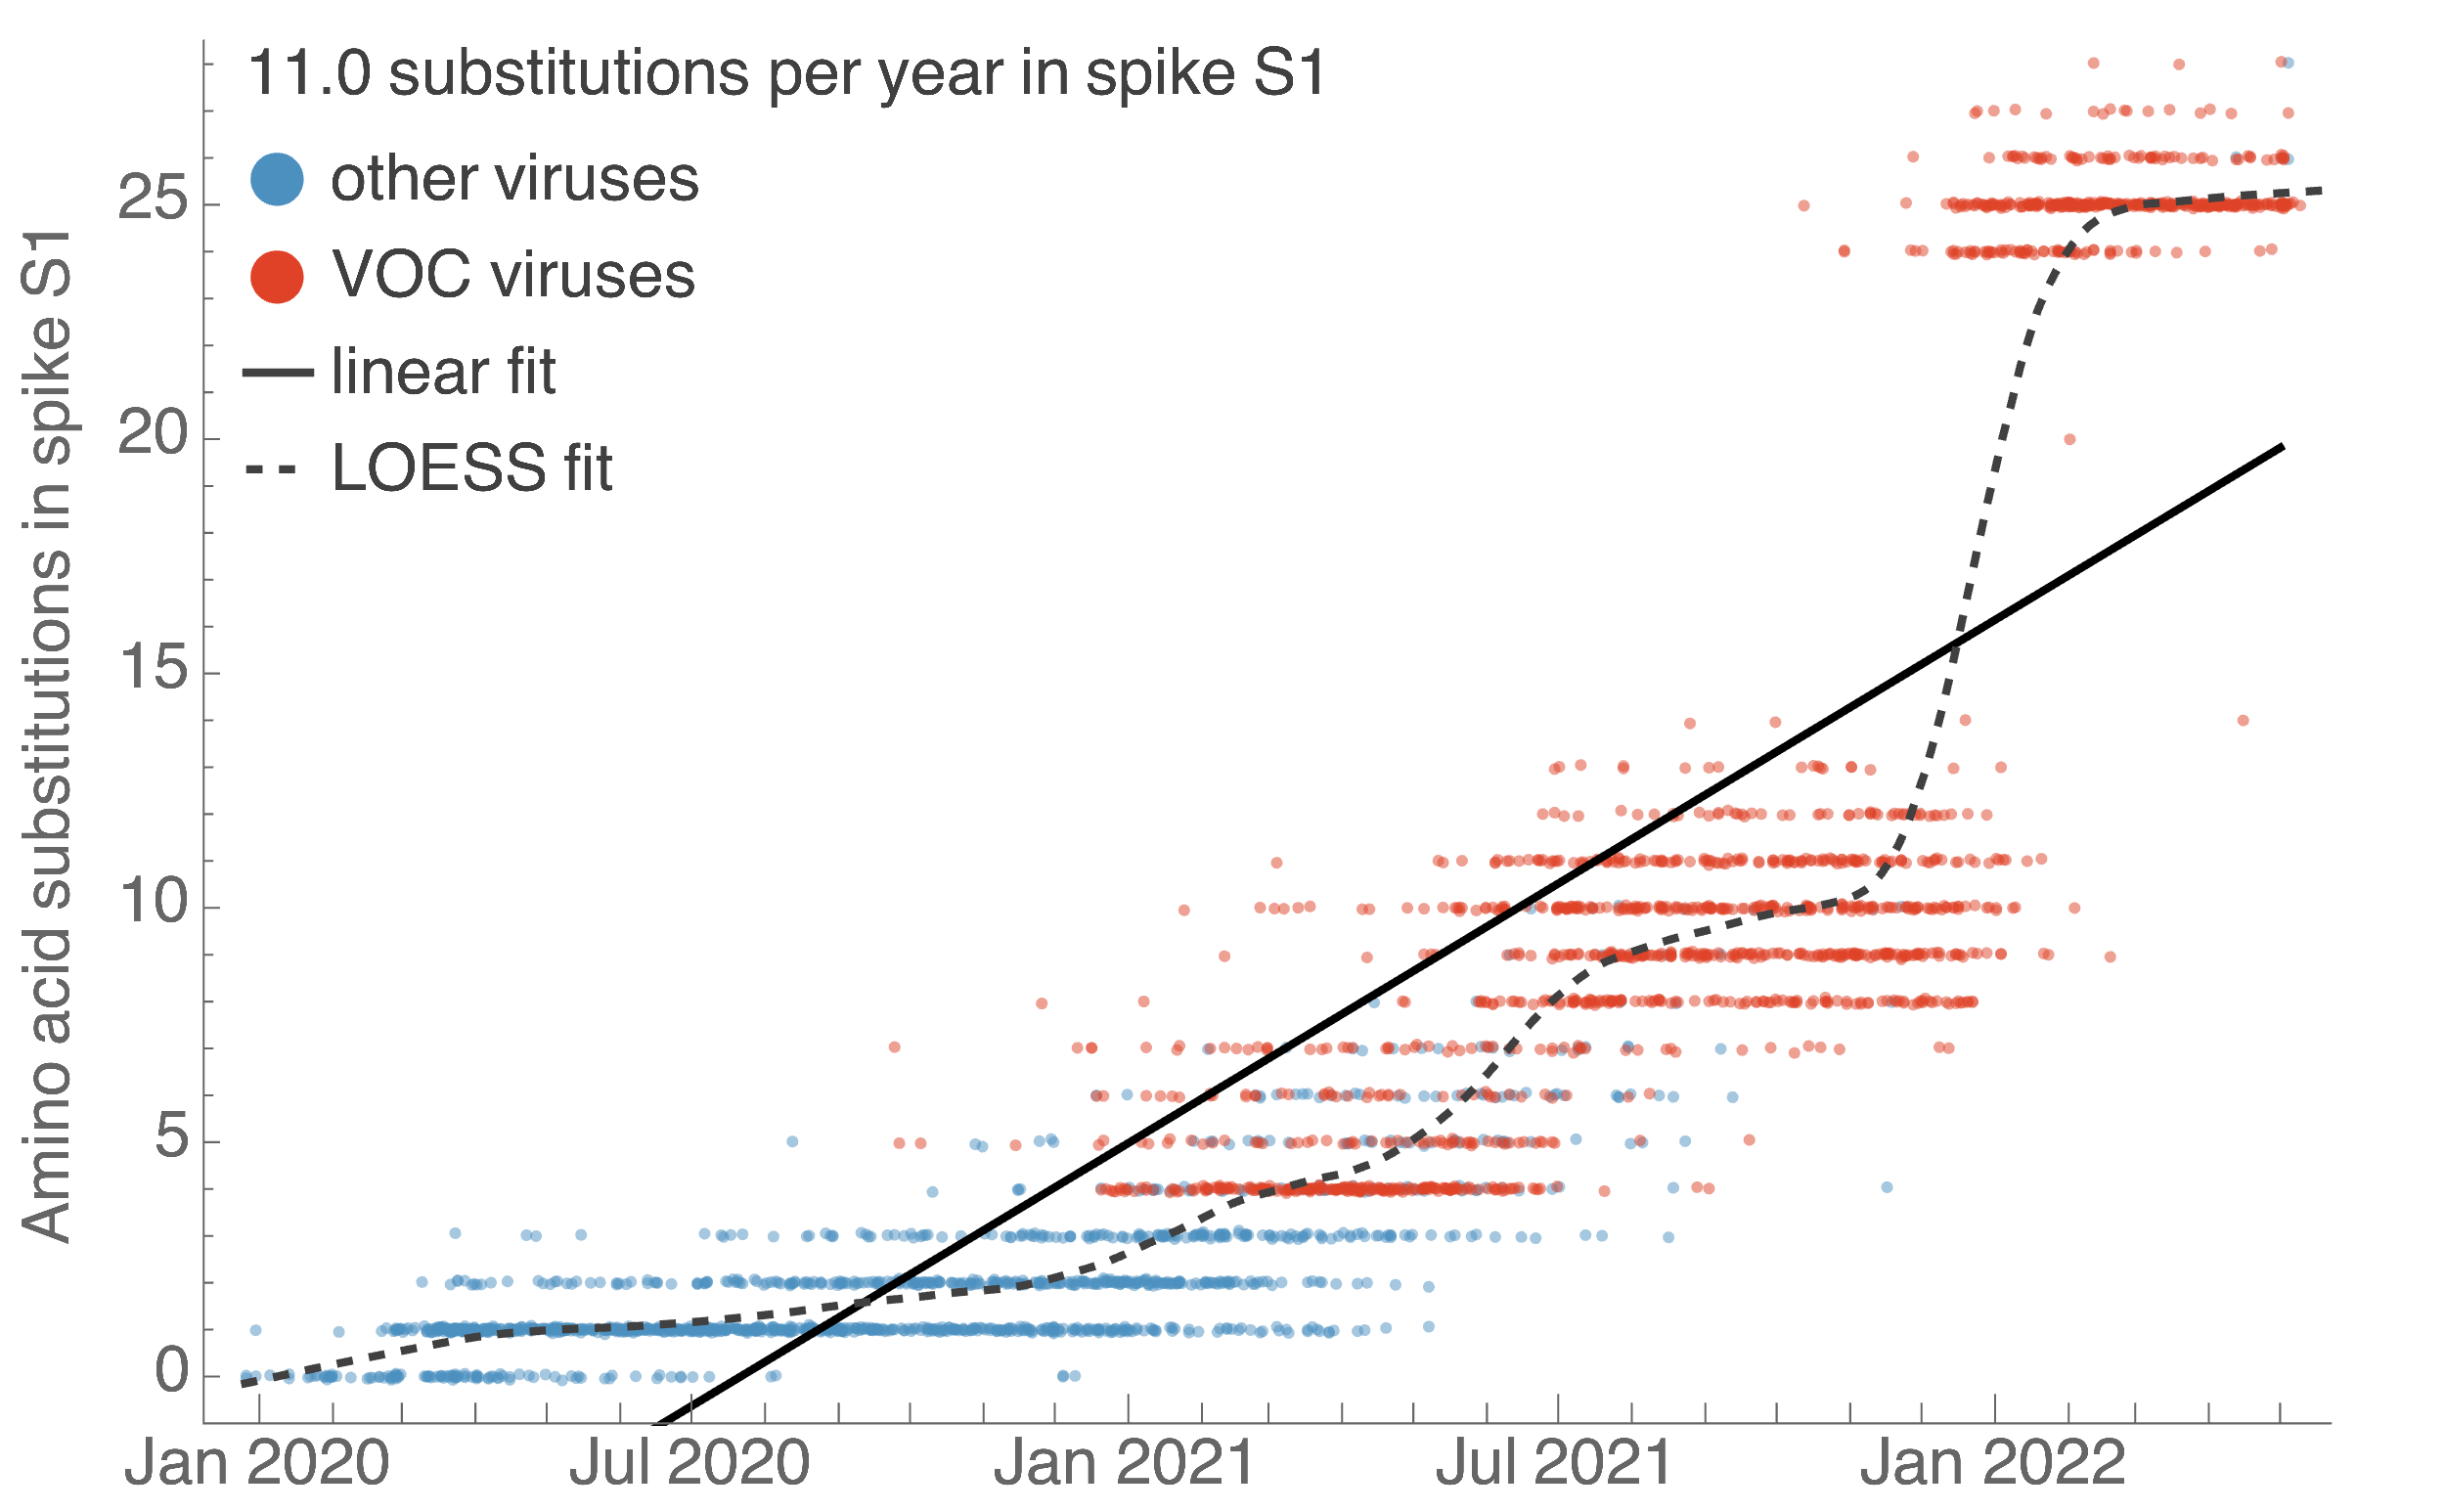 11.0 substitutions per year in spike S1
other viruses
VOC viruses
linear fit
LOESS fit
Amino acid substitutions in spike S1
25
20
15
10
5
0
Jan 2020 Jul 2020 Jan 2021 Jul 2021 Jan 2022